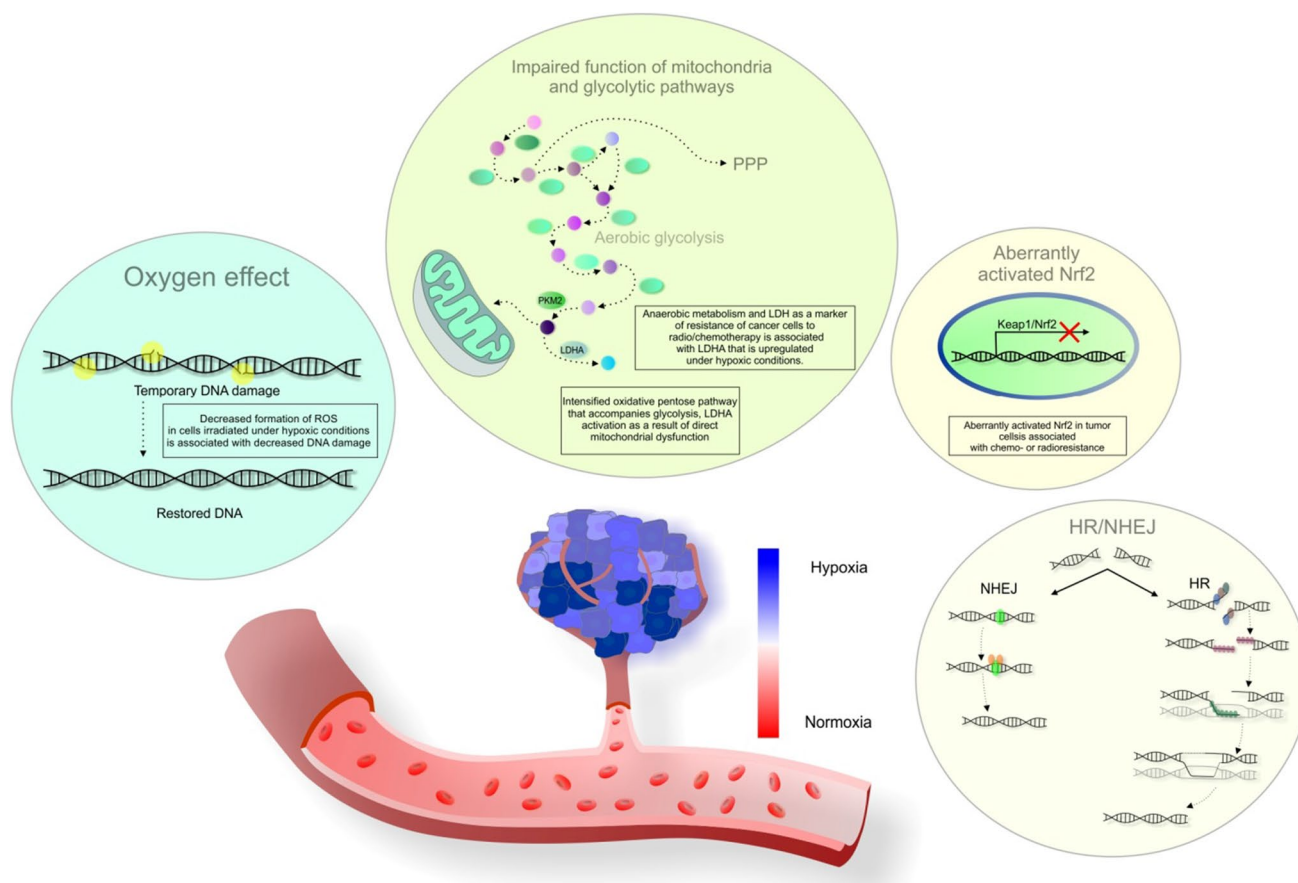 Impaired function of mitochondria
and glycolytic pathways
PPP
Aerobic glycolysis
PKM2
LDHA
Anaerobic metabolism and LDH as a marker
of resistance of cancer cells to
radio/chemotherapy is associated
with LDHA that is upregulated
under hypoxic conditions.
Intensified oxidative pentose pathway
that accompanies glycolysis, LDHA
activation as a result of direct
mitochondrial dysfunction
Oxygen effect
Temporary DNA damage
Decreased formation of ROS
in cells irradiated under hypoxic conditions
is associated with decreased DNA damage
Restored DNA
Aberrantly
activated Nrf2
Keap1/Nrf2
Aberrantly activated Nrf2 in tumor
cellsis associated
with chemo- or radioresistance
Hypoxia
Normoxia
HR/NHEJ
NHEJ
HR